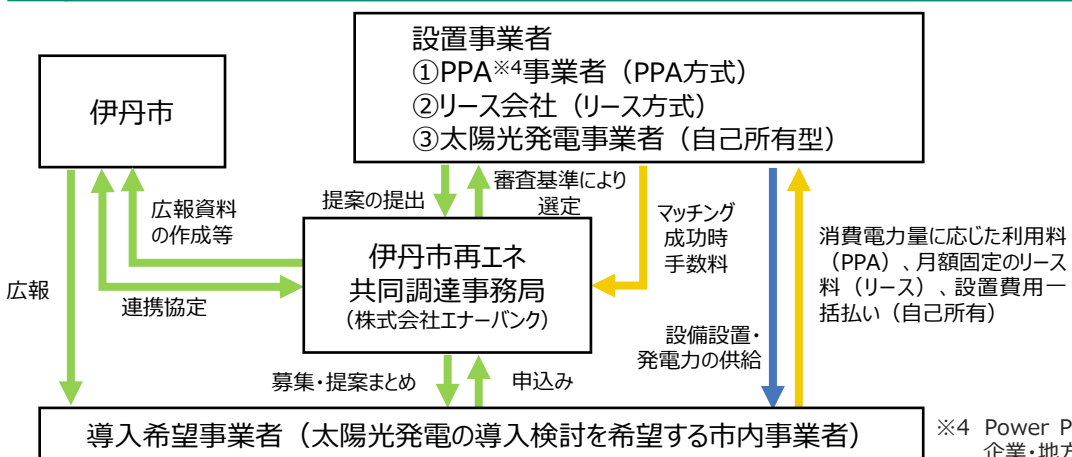 設置事業者
①PPA※4事業者（PPA方式）
②リース会社（リース方式）
③太陽光発電事業者（自己所有型）
伊丹市
提案の提出
審査基準により
選定
広報資料
の作成等
マッチング
成功時
手数料
消費電力量に応じた利用料
（PPA）、月額固定のリース
料（リース）、設置費用一
括払い（自己所有）
伊丹市再エネ
共同調達事務局
（株式会社エナーバンク）
広報
連携協定
設備設置・
発電力の供給
募集・提案まとめ
申込み
導入希望事業者（太陽光発電の導入検討を希望する市内事業者）
※4 Power P
企業・地方